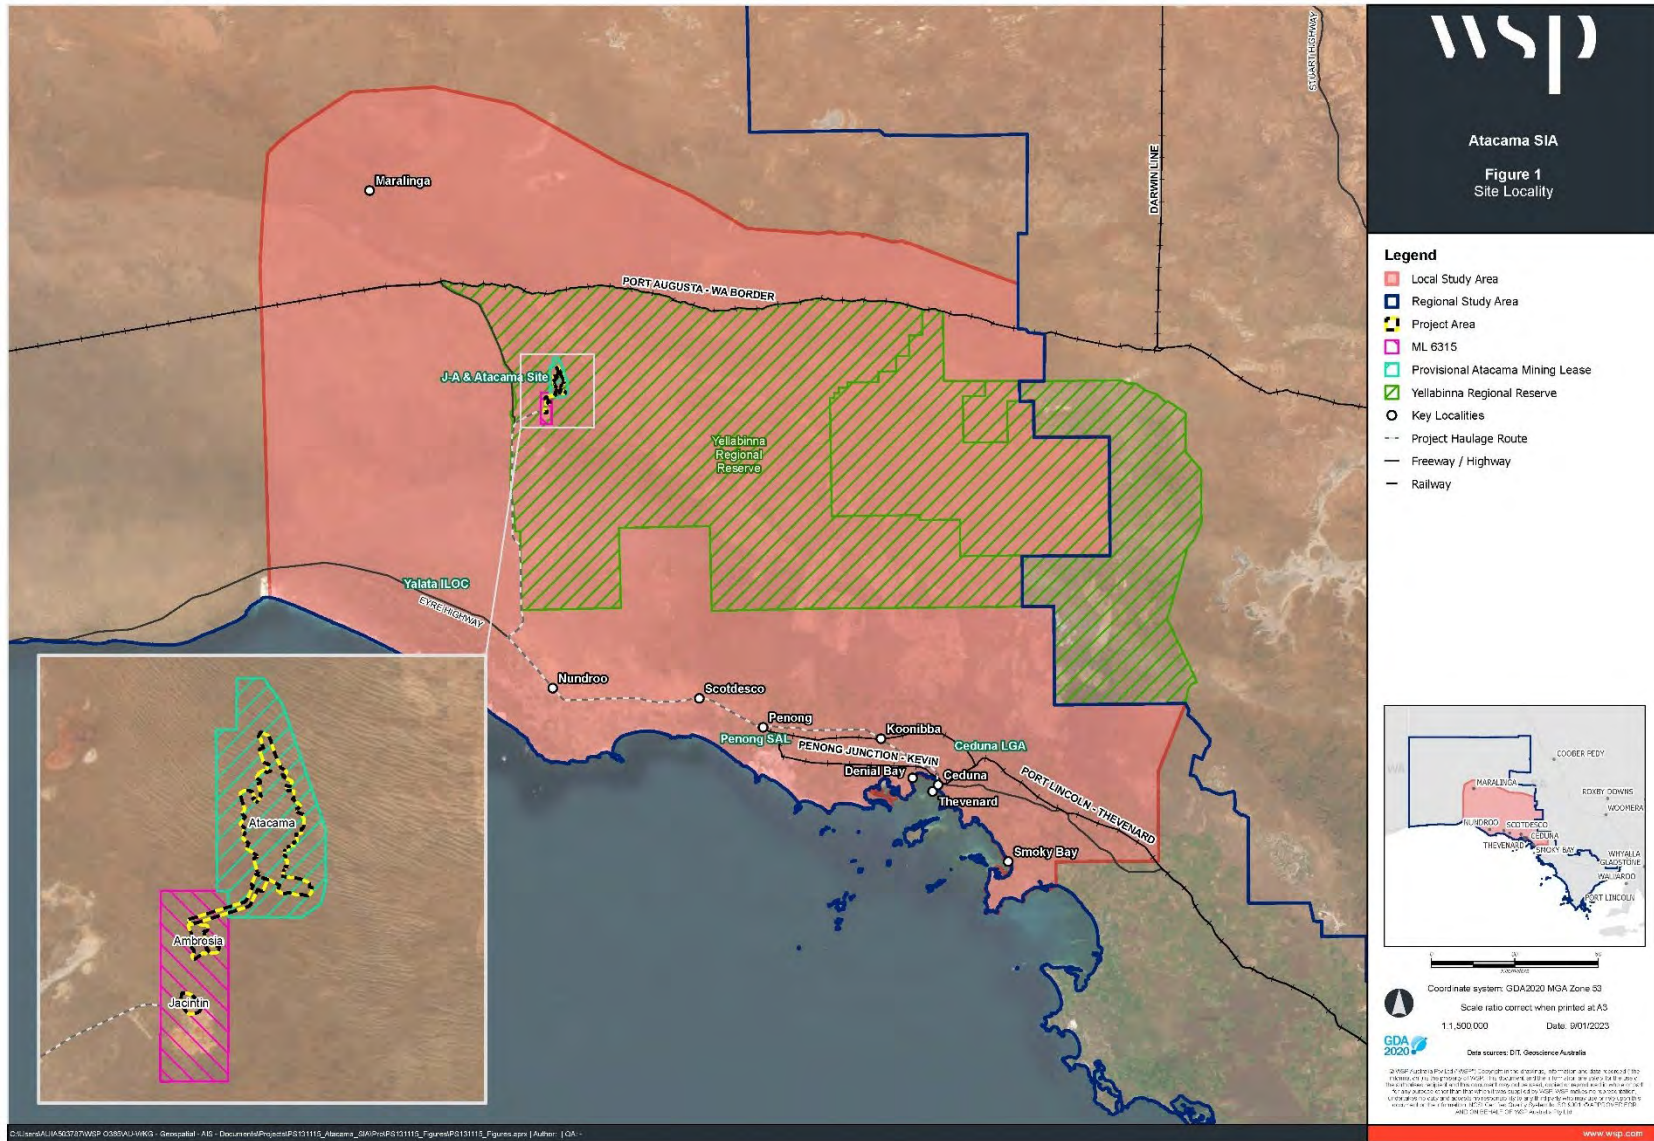 wsp
Atacama SIA
Figure 1
Site Locality
Legend
Local Study Area
Regional Study Area
Project Area
ML 6315
Provisional Atacama Mining Lease
Yellabinna Regional Reserve
Key Localities
Project Haulage Route
Freeway / Highway
Railway
STUART HIGHWAY
DARWIN LINE
Maralinga
PORT AUGUSTA - WA BORDER
J-A & Atacama Site
Yellabinna
Regional
Reserve
Yalata ILOC
EYRE HIGHWAY
Nundroo
Scotdesco
Penong
Penong SAL
Koonibba
Ceduna LGA
PENONG JUNCTION - KEVIN
Denial Bay
Ceduna
Thevenard
PORT LINCOLN - THEVENARD
Smoky Bay
Atacama
Ambrosia
Jacintin
WA
COOBER PEDY
MARALINGA
ROXBY DOWNS
WOOMERA
NUNDROO
SCOTDESCO
CEDUNA
THEVENARD
SMOKY BAY
WHYALLA
GLADSTONE
WALLAROO
PORT LINCOLN
Coordinate system: GDA2020 MGA Zone 53
Scale ratio correct when printed at A3
1:1,500,000
Date: 9/01/2023
GDA
2020
Data sources: DIT, Geoscience Australia
www.wsp.com